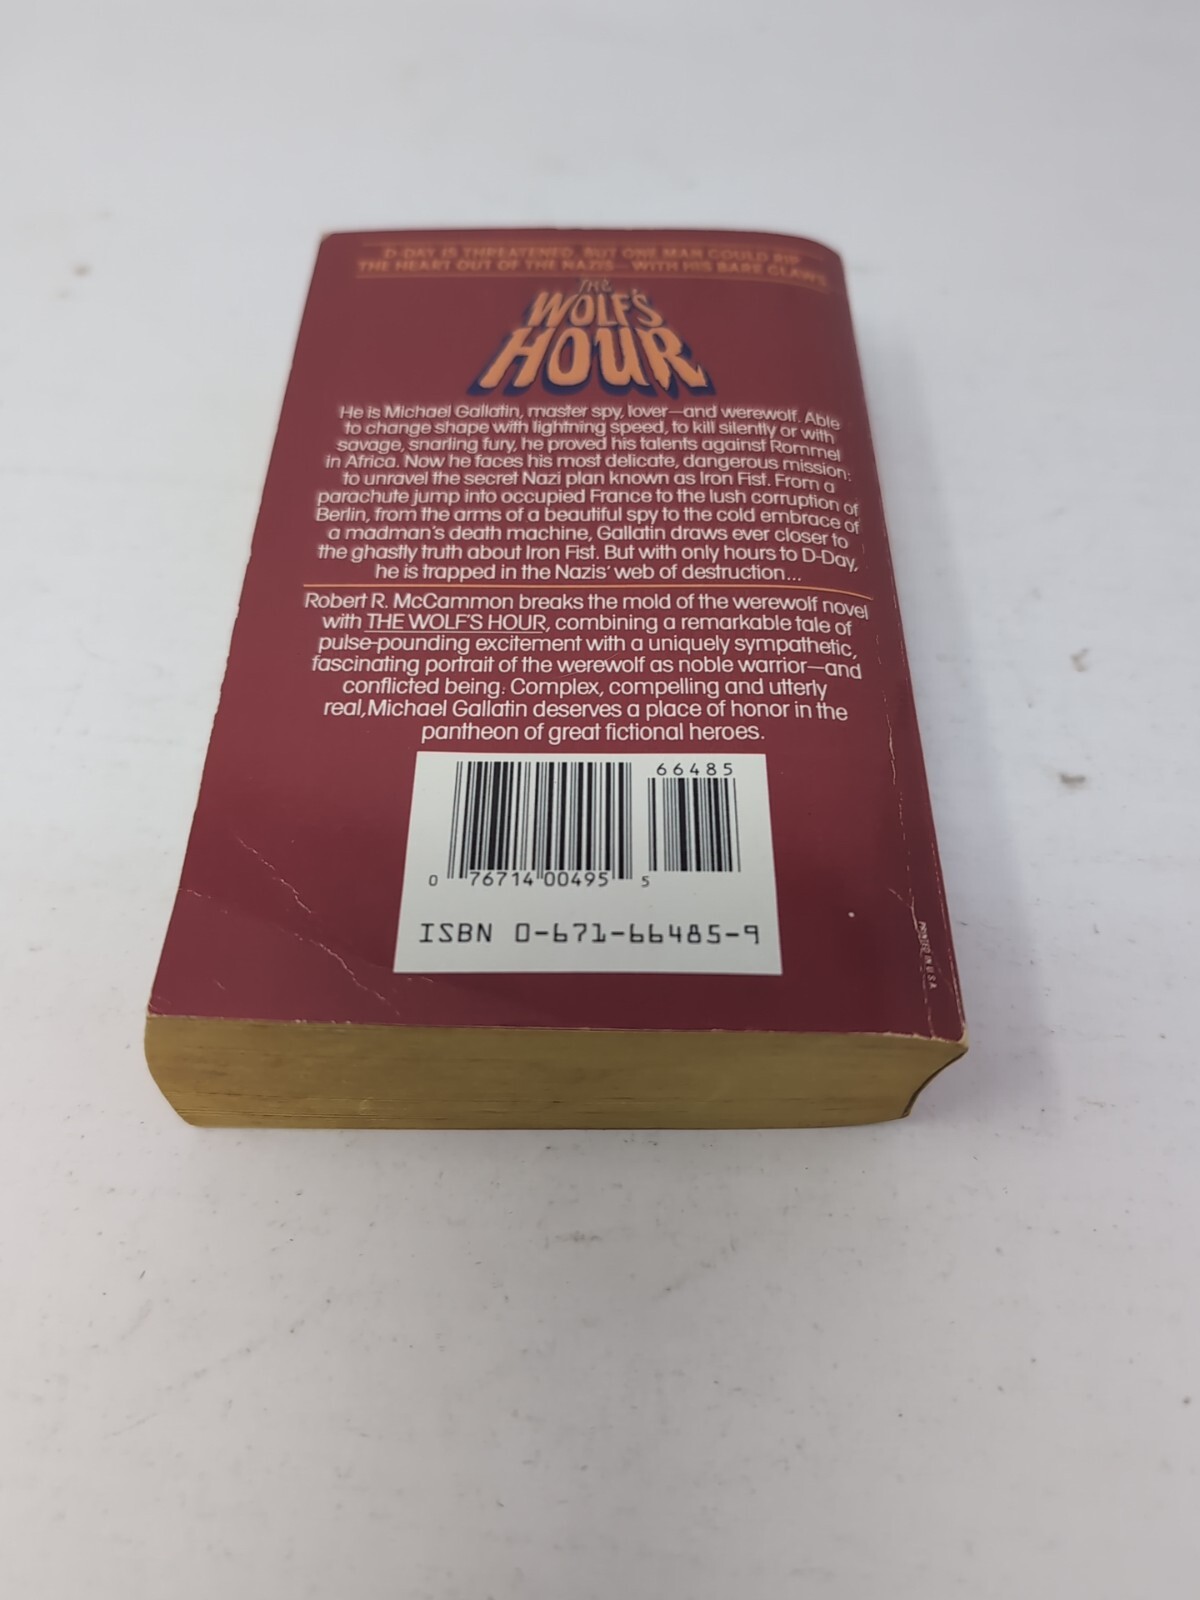 D-DAY IS THREATENED, BUT ONE MAN COULD RIP
THE HEART OUT OF THE NAZIS—WITH HIS BARE CLAWS
THE
WOLF'S
HOUR
He is Michael Gallatin, master spy, lover—and werewolf. Able
to change shape with lightning speed, to kill silently or with
savage, snarling fury, he proved his talents against Rommel
in Africa. Now he faces his most delicate, dangerous mission:
to unravel the secret Nazi plan known as Iron Fist. From a
parachute jump into occupied France to the lush corruption of
Berlin, from the arms of a beautiful spy to the cold embrace of
a madman's death machine, Gallatin draws ever closer to
the ghastly truth about Iron Fist. But with only hours to D-Day,
he is trapped in the Nazis' web of destruction...
Robert R. McCammon breaks the mold of the werewolf novel
with THE WOLF'S HOUR, combining a remarkable tale of
pulse-pounding excitement with a uniquely sympathetic,
fascinating portrait of the werewolf as noble warrior—and
conflicted being. Complex, compelling and utterly
real, Michael Gallatin deserves a place of honor in the
pantheon of great fictional heroes.
66485
0 76714 00495 5
ISBN 0-671-66485-9
PRINTED IN U.S.A.